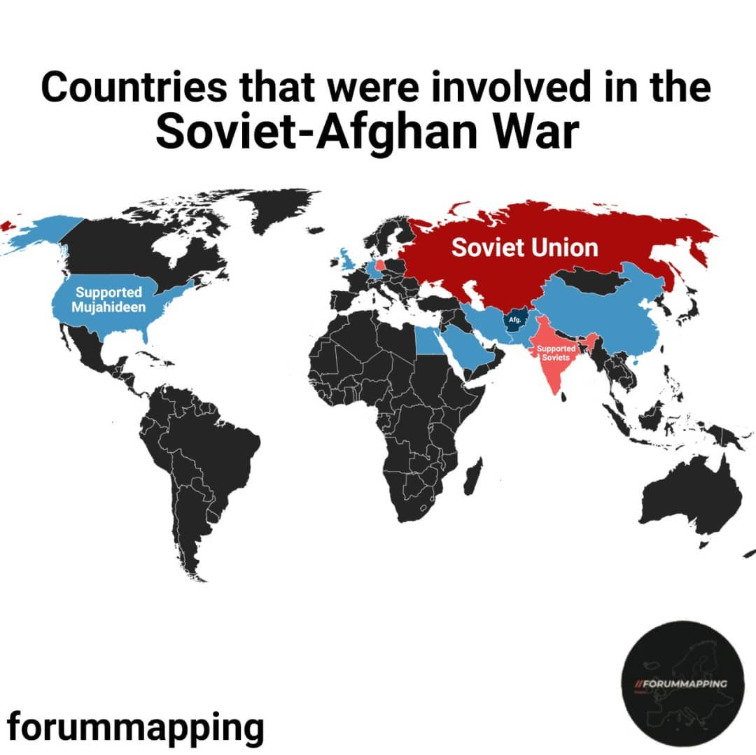 Countries that were involved in the
Soviet-Afghan War
Soviet Union
Supported
Mujahideen
Afg.
Supported
Soviets
//FORUMMAPPING
forummapping